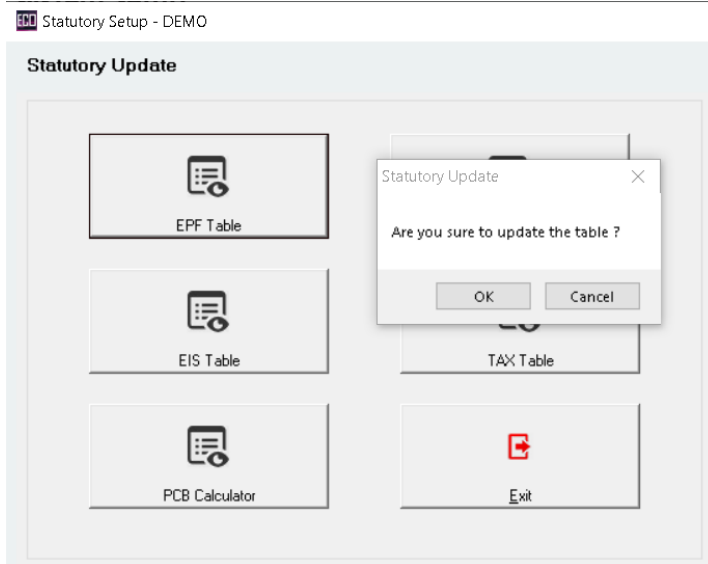 ECO Statutory Setup - DEMO
Statutory Update
EPF Table
Statutory Update
Are you sure to update the table ?
OK Cancel
EIS Table TAX Table
PCB Calculator Exit